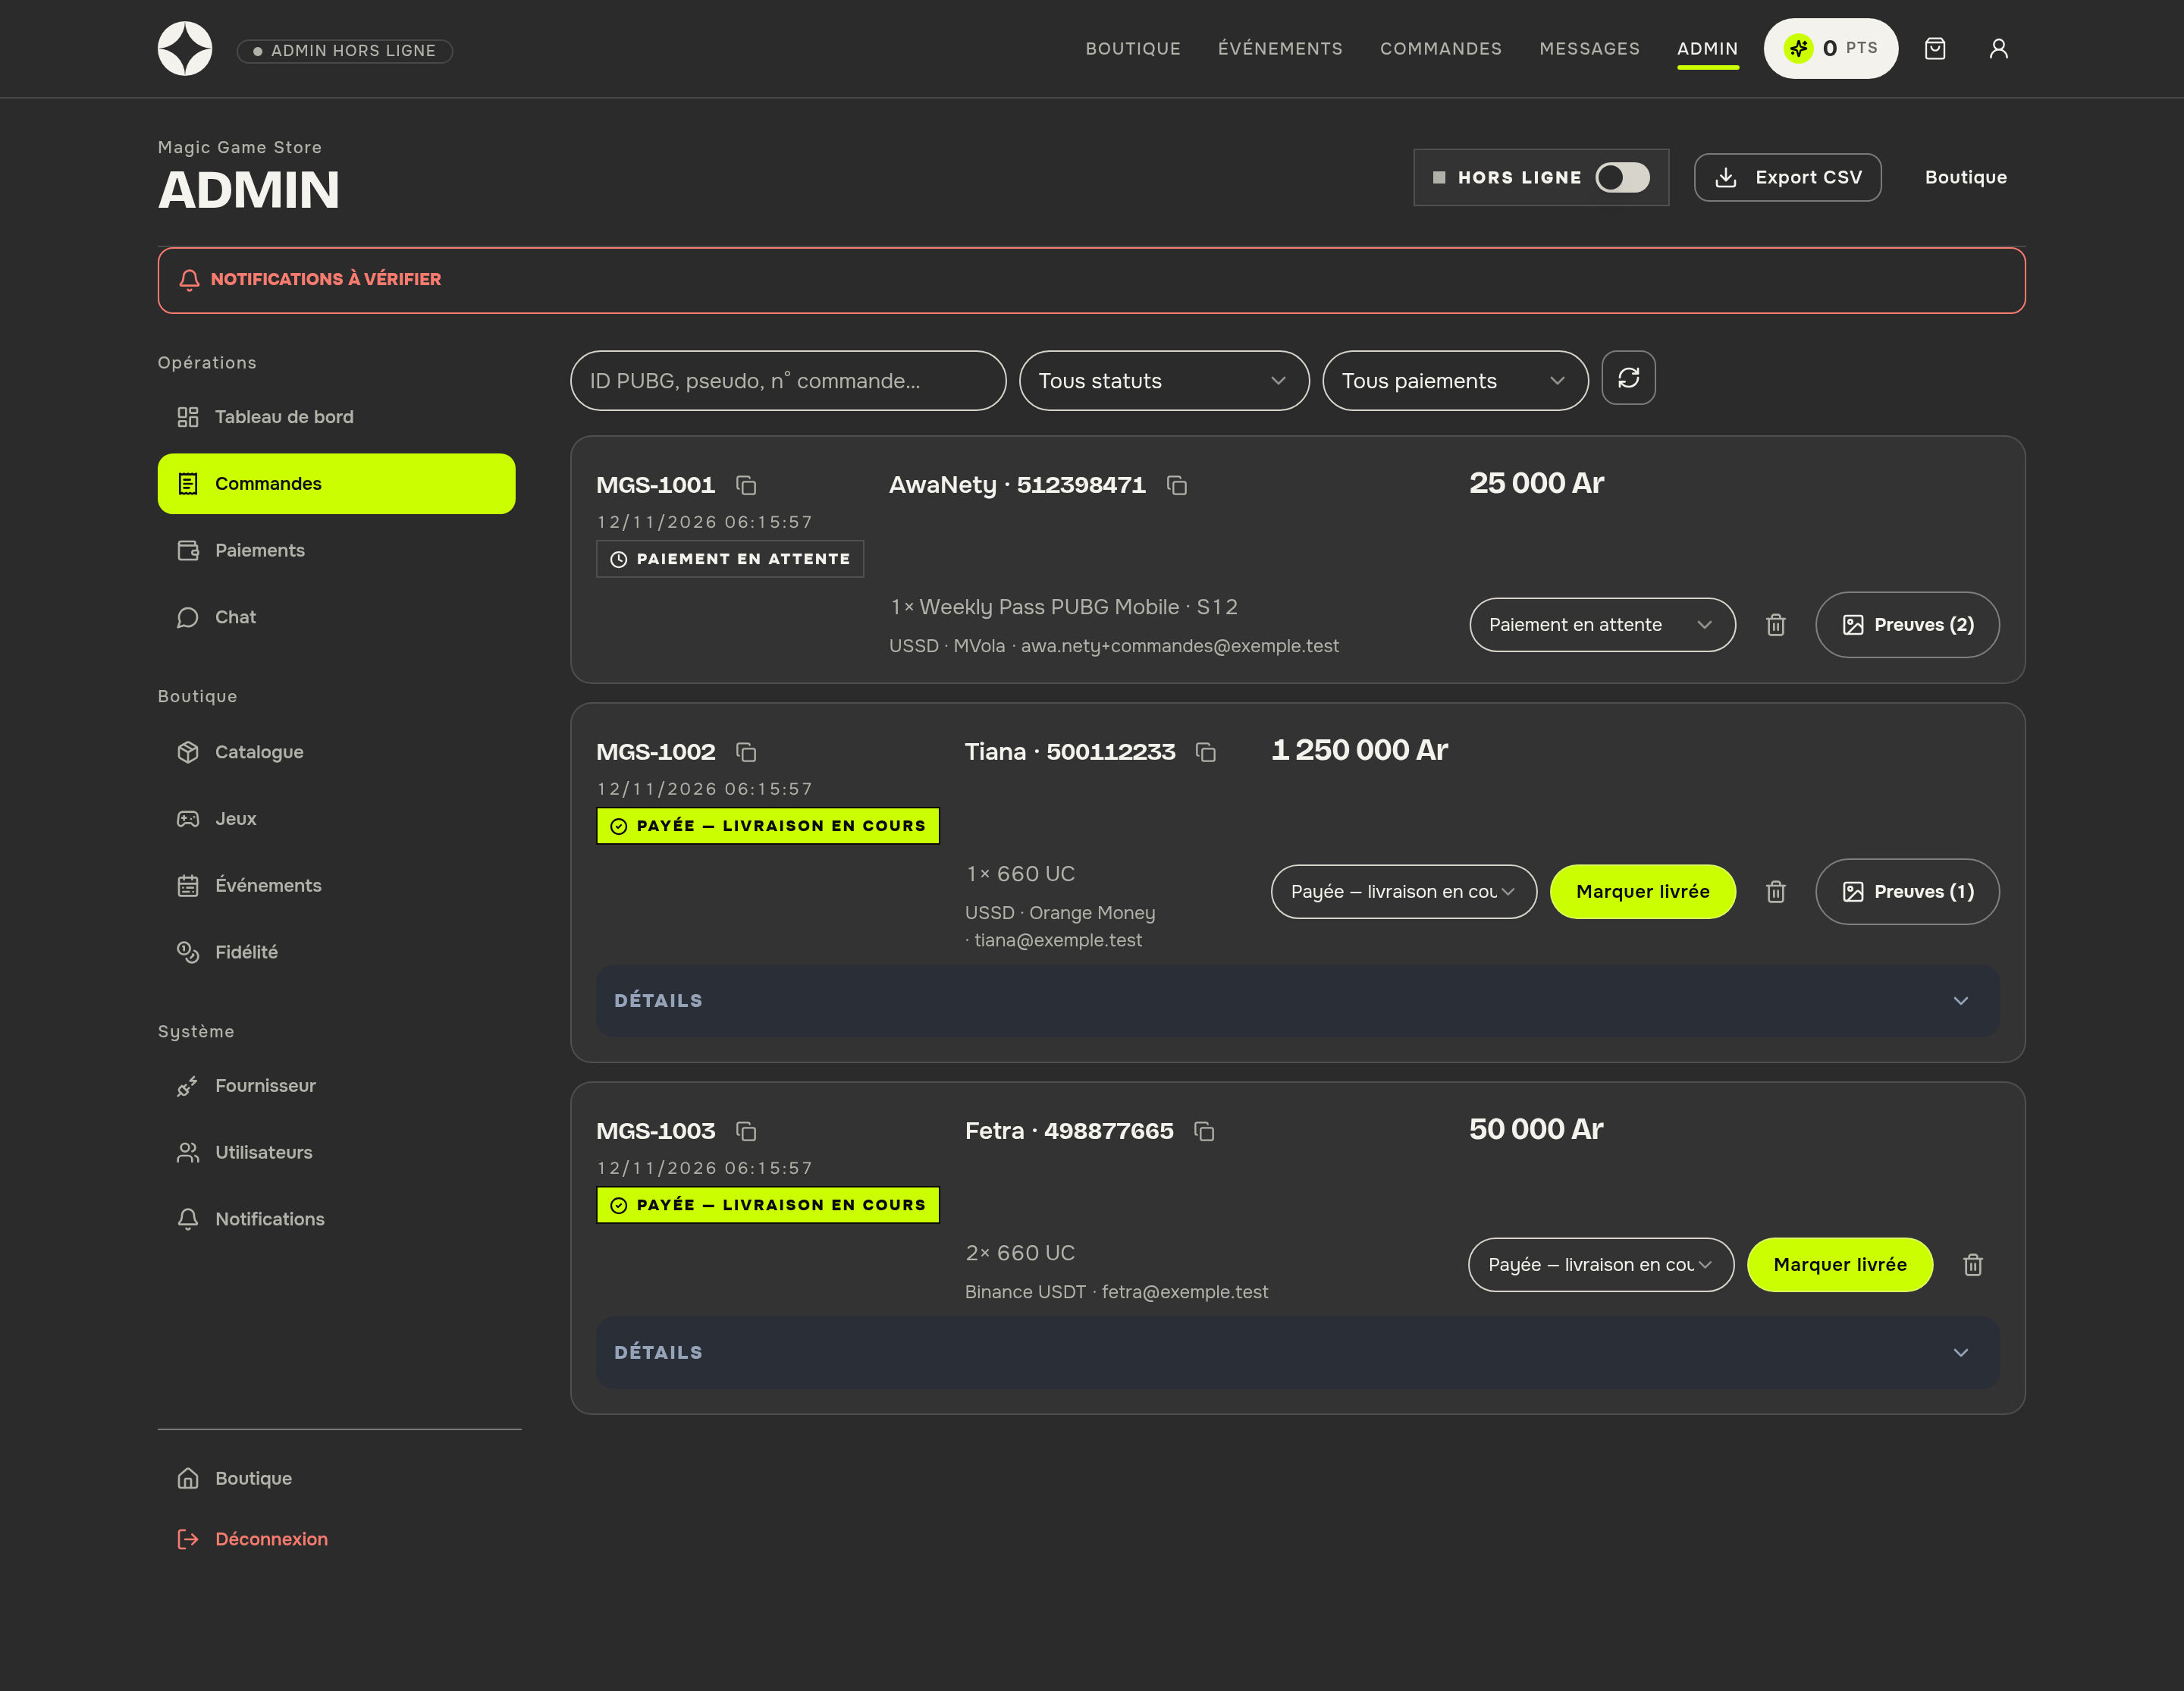 ADMIN HORS LIGNE
BOUTIQUE
ÉVÉNEMENTS
COMMANDES
MESSAGES
ADMIN
0 PTS
Magic Game Store
ADMIN
HORS LIGNE
Export CSV
Boutique
NOTIFICATIONS À VÉRIFIER
Opérations
Tableau de bord
Commandes
Paiements
Chat
Boutique
Catalogue
Jeux
Événements
Fidélité
Système
Fournisseur
Utilisateurs
Notifications
Boutique
Déconnexion
ID PUBG, pseudo, n° commande...
Tous statuts
Tous paiements
MGS-1001
AwaNety · 512398471
25 000 Ar
12/11/2026 06:15:57
PAIEMENT EN ATTENTE
1× Weekly Pass PUBG Mobile · S12
USSD · MVola · awa.nety+commandes@exemple.test
Paiement en attente
Preuves (2)
MGS-1002
Tiana · 500112233
1 250 000 Ar
12/11/2026 06:15:57
PAYÉE — LIVRAISON EN COURS
1× 660 UC
USSD · Orange Money
· tiana@exemple.test
Payée — livraison en cou
Marquer livrée
Preuves (1)
DÉTAILS
MGS-1003
Fetra · 498877665
50 000 Ar
12/11/2026 06:15:57
PAYÉE — LIVRAISON EN COURS
2× 660 UC
Binance USDT · fetra@exemple.test
Payée — livraison en cou
Marquer livrée
DÉTAILS